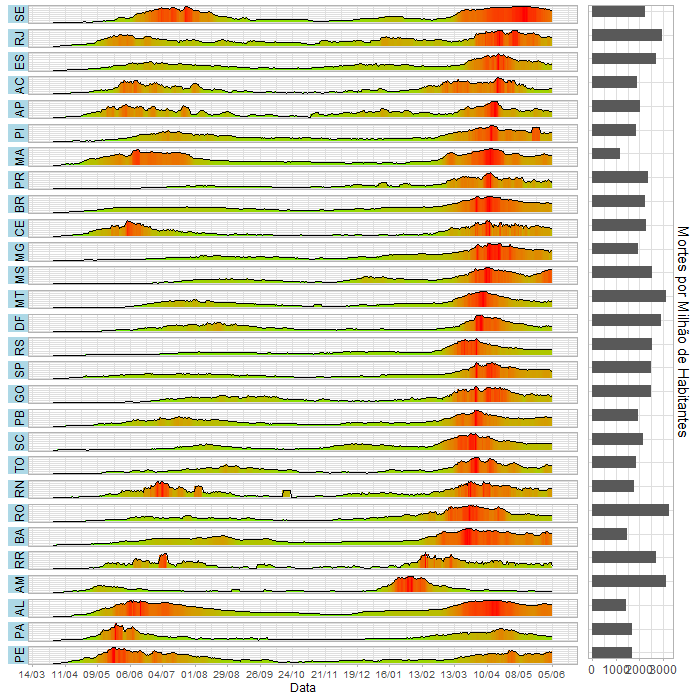 SE
RJ
ES
AC
AP
PI
MA
PR
BR
CE
MG
MS
MT
DF
RS
SP
GO
PB
SC
TO
RN
RO
BA
RR
AM
AL
PA
PE
14/03 11/04 09/05 06/06 04/07 01/08 29/08 26/09 24/10 21/11 19/12 16/01 13/02 13/03 10/04 08/05 05/06
Data
0 1000 2000 3000
Mortes por Milhão de Habitantes